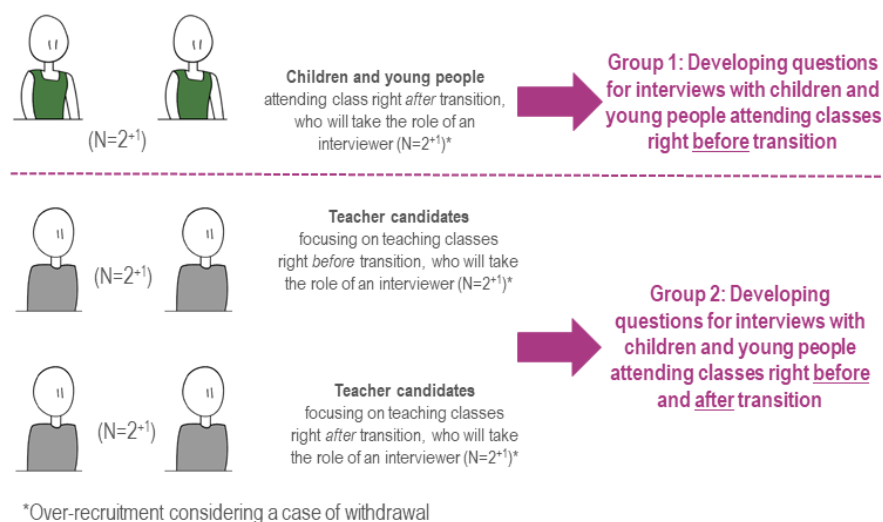 (N=2⁺¹)
Children and young people
attending class right after transition,
who will take the role of an
interviewer (N=2⁺¹)*
Group 1: Developing questions
for interviews with children and
young people attending classes
right before transition
(N=2⁺¹)
Teacher candidates
focusing on teaching classes
right before transition, who will take
the role of an interviewer (N=2⁺¹)*
(N=2⁺¹)
Teacher candidates
focusing on teaching classes
right after transition, who will take
the role of an interviewer (N=2⁺¹)*
Group 2: Developing
questions for interviews with
children and young people
attending classes right before
and after transition
*Over-recruitment considering a case of withdrawal